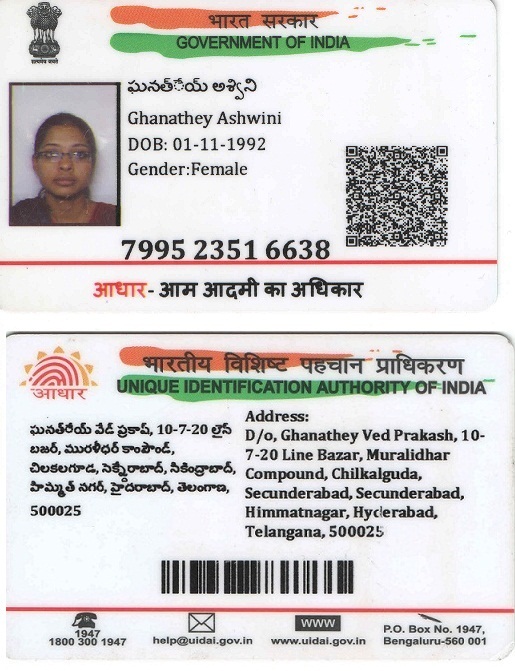 भारत सरकार
GOVERNMENT OF INDIA
ఘనత్ేయ్ అశ్విని
Ghanathey Ashwini
DOB: 01-11-1992
Gender:Female
7995 2351 6638
आधार- आम आदमी का अधिकार
भारतीय विशिष्ट पहचान प्राधिकरण
UNIQUE IDENTIFICATION AUTHORITY OF INDIA
आधार
ఘనత్‌రేయ్ వేడ్ ప్రకాష్, 10-7-20 లైన్
బజర్, మురళీధర్ కాంపౌండ్,
చిలకలగూడ, సెక్న్డేరాబాద్, సికింద్రాబాద్,
హిమ్మత్ నగర్, హైదరాబాద్, తెలంగాణ,
500025
Address:
D/o, Ghanathey Ved Prakash, 10-
7-20 Line Bazar, Muralidhar
Compound, Chilkalguda,
Secunderabad, Secunderabad,
Himmatnagar, Hyderabad,
Telangana, 500025
1947
1800 300 1947
help@uidai.gov.in
www
www.uidai.gov.in
P.O. Box No. 1947,
Bengaluru-560 001